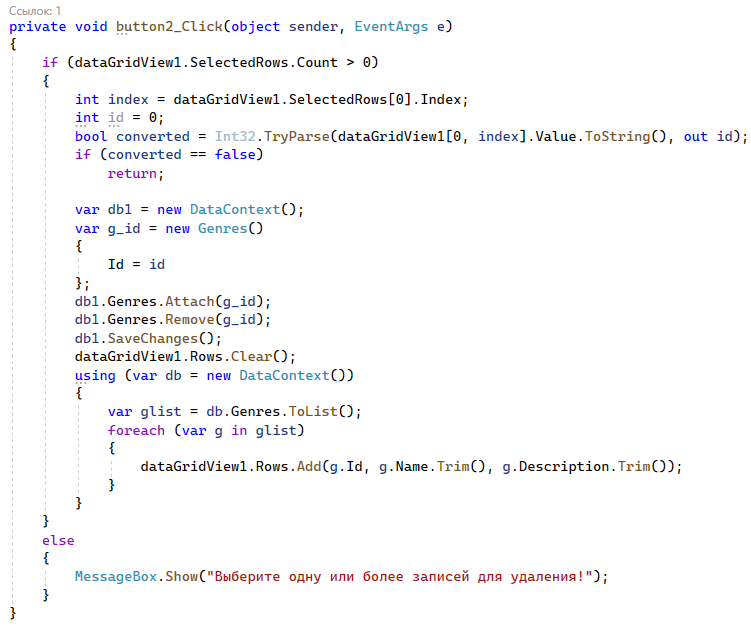 Ссылок: 1
private void button2_Click(object sender, EventArgs e)
{
    if (dataGridView1.SelectedRows.Count > 0)
    {
        int index = dataGridView1.SelectedRows[0].Index;
        int id = 0;
        bool converted = Int32.TryParse(dataGridView1[0, index].Value.ToString(), out id);
        if (converted == false)
            return;

        var db1 = new DataContext();
        var g_id = new Genres()
        {
            Id = id
        };
        db1.Genres.Attach(g_id);
        db1.Genres.Remove(g_id);
        db1.SaveChanges();
        dataGridView1.Rows.Clear();
        using (var db = new DataContext())
        {
            var glist = db.Genres.ToList();
            foreach (var g in glist)
            {
                dataGridView1.Rows.Add(g.Id, g.Name.Trim(), g.Description.Trim());
            }
        }
    }
    else
    {
        MessageBox.Show("Выберите одну или более записей для удаления!");
    }
}